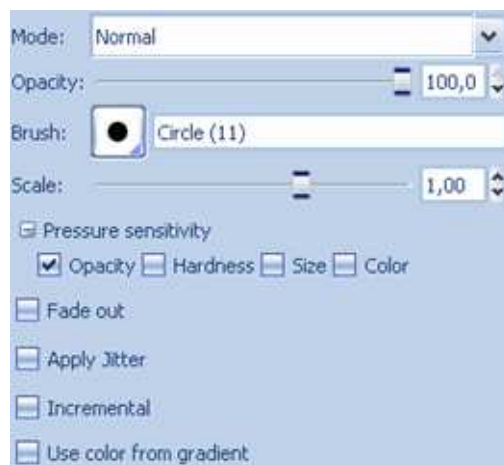 Mode: Normal
Opacity: 100,0
Brush: Circle (11)
Scale: 1,00
Pressure sensitivity
Opacity Hardness Size Color
Fade out
Apply Jitter
Incremental
Use color from gradient